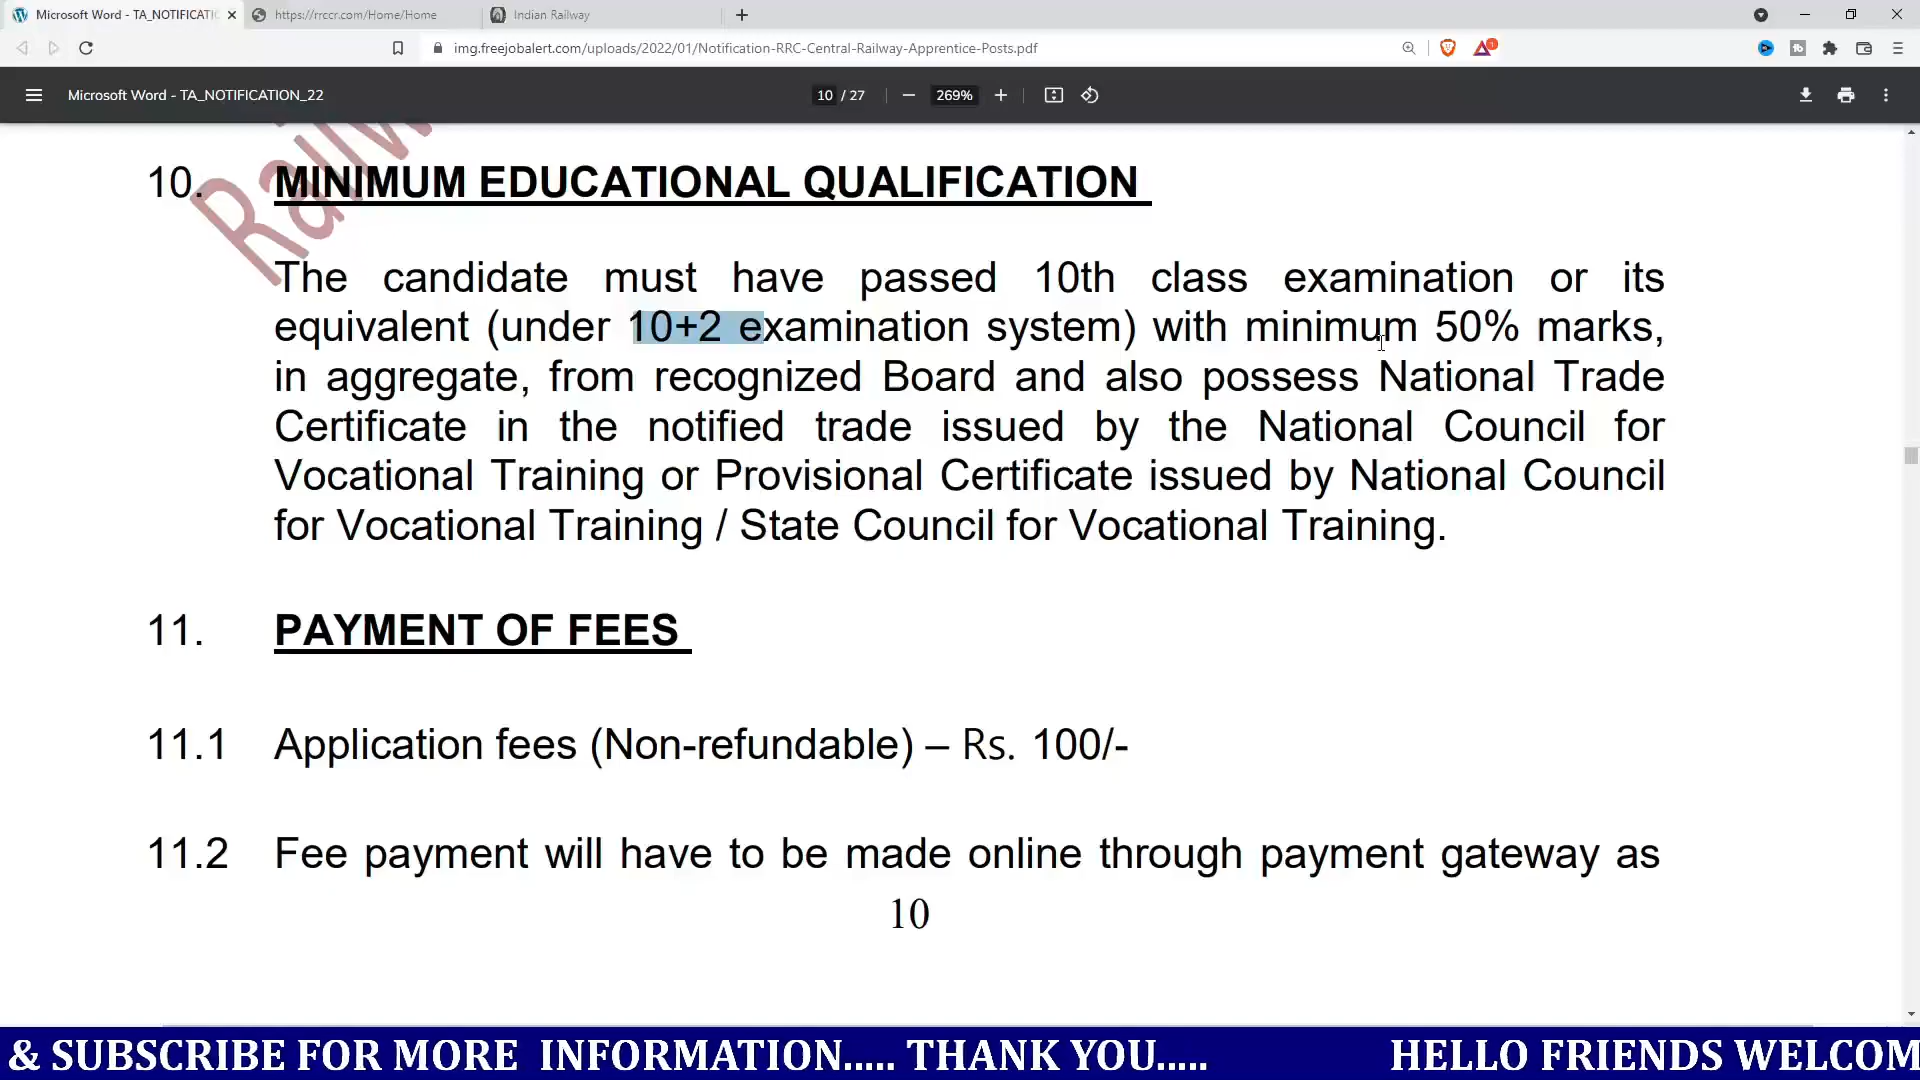 Microsoft Word - TA_NOTIFICATIO
https://rrccr.com/Home/Home
Indian Railway
img.freejobalert.com/uploads/2022/01/Notification-RRC-Central-Railway-Apprentice-Posts.pdf
1
Microsoft Word - TA_NOTIFICATION_22
10 / 27
269%
10. MINIMUM EDUCATIONAL QUALIFICATION
The candidate must have passed 10th class examination or its
equivalent (under 10+2 examination system) with minimum 50% marks,
in aggregate, from recognized Board and also possess National Trade
Certificate in the notified trade issued by the National Council for
Vocational Training or Provisional Certificate issued by National Council
for Vocational Training / State Council for Vocational Training.
11. PAYMENT OF FEES
11.1 Application fees (Non-refundable) – Rs. 100/-
11.2 Fee payment will have to be made online through payment gateway as
10
& SUBSCRIBE FOR MORE INFORMATION..... THANK YOU..... HELLO FRIENDS WELCOM